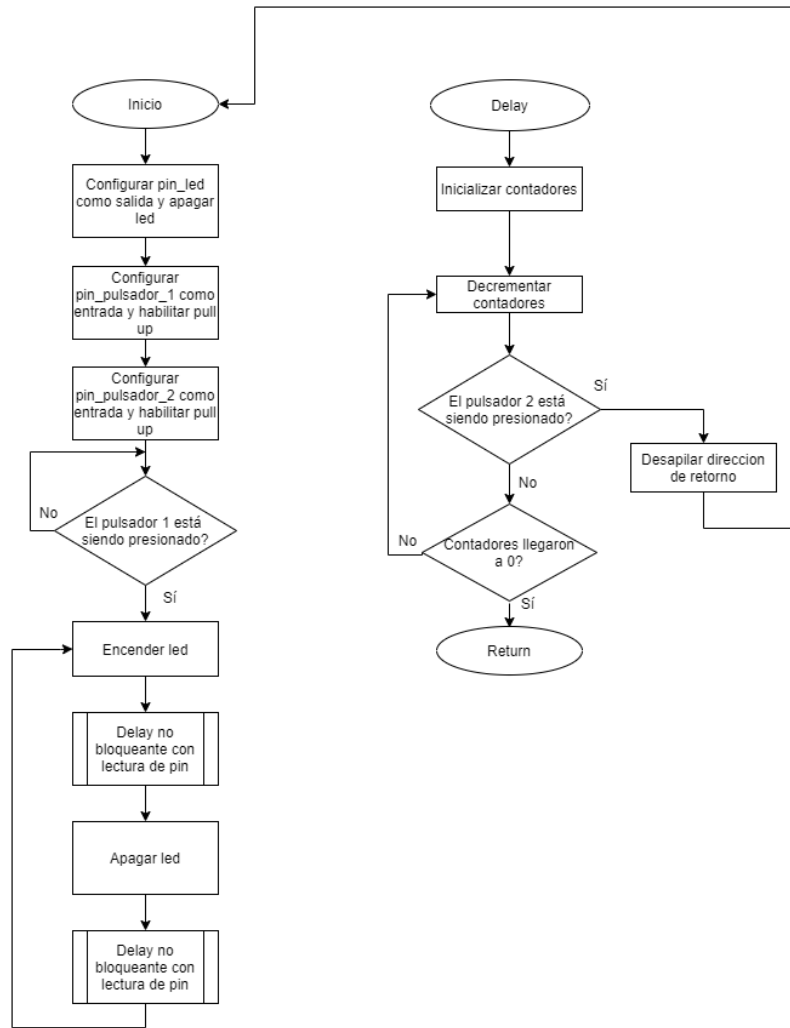 Inicio
Configurar pin_led
como salida y apagar
led
Configurar
pin_pulsador_1 como
entrada y habilitar pull
up
Configurar
pin_pulsador_2 como
entrada y habilitar pull
up
No
El pulsador 1 está
siendo presionado?
Sí
Encender led
Delay no
bloqueante con
lectura de pin
Apagar led
Delay no
bloqueante con
lectura de pin
Delay
Inicializar contadores
Decrementar
contadores
El pulsador 2 está
siendo presionado?
Sí
Desapilar direccion
de retorno
No
Contadores llegaron
a 0?
No
Sí
Return